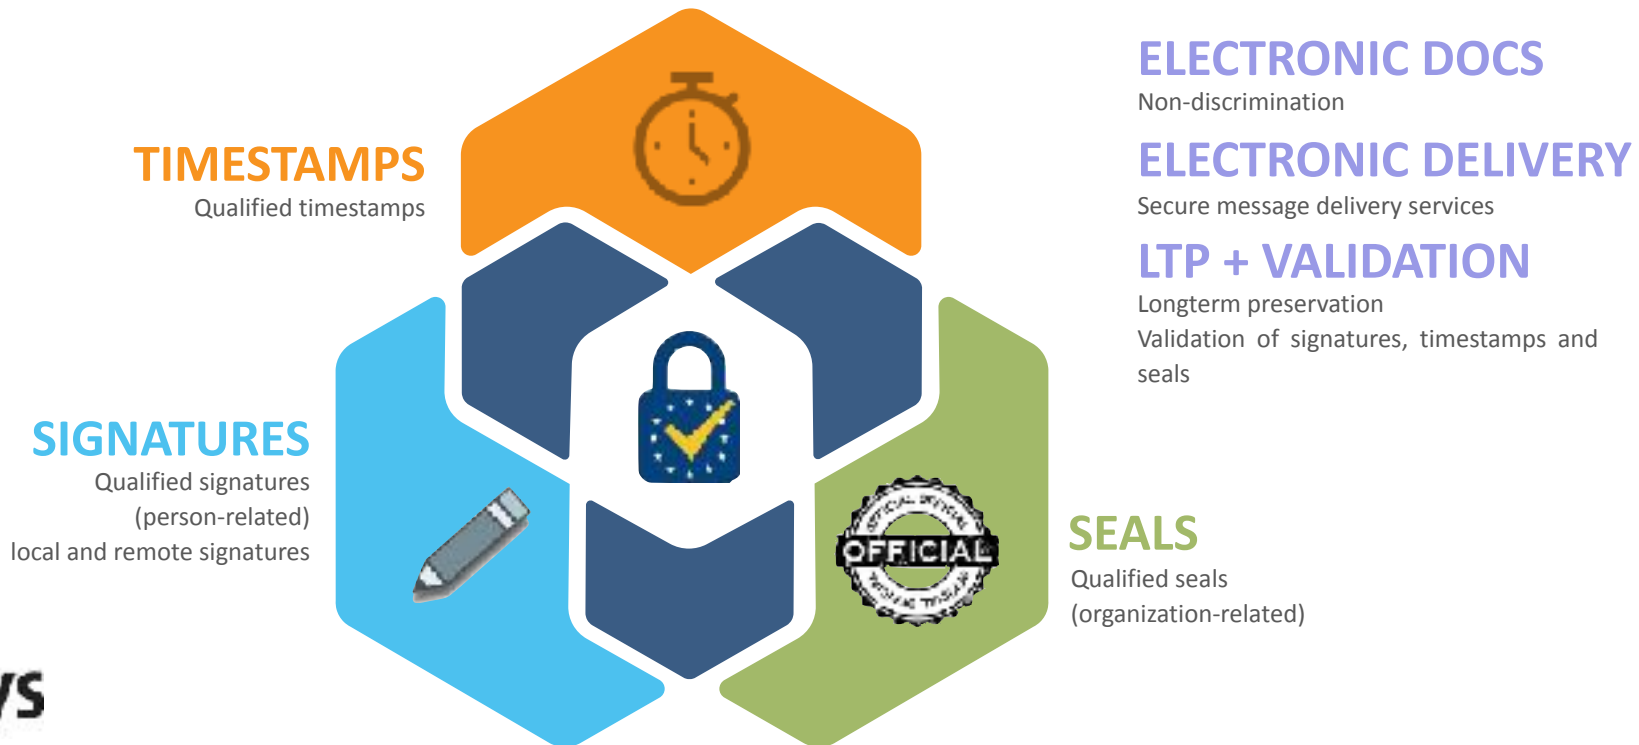 TIMESTAMPS
Qualified timestamps
SIGNATURES
Qualified signatures
(person-related)
local and remote signatures
OFFICIAL
SEALS
Qualified seals
(organization-related)
ELECTRONIC DOCS
Non-discrimination
ELECTRONIC DELIVERY
Secure message delivery services
LTP + VALIDATION
Longterm preservation
Validation of signatures, timestamps and
seals